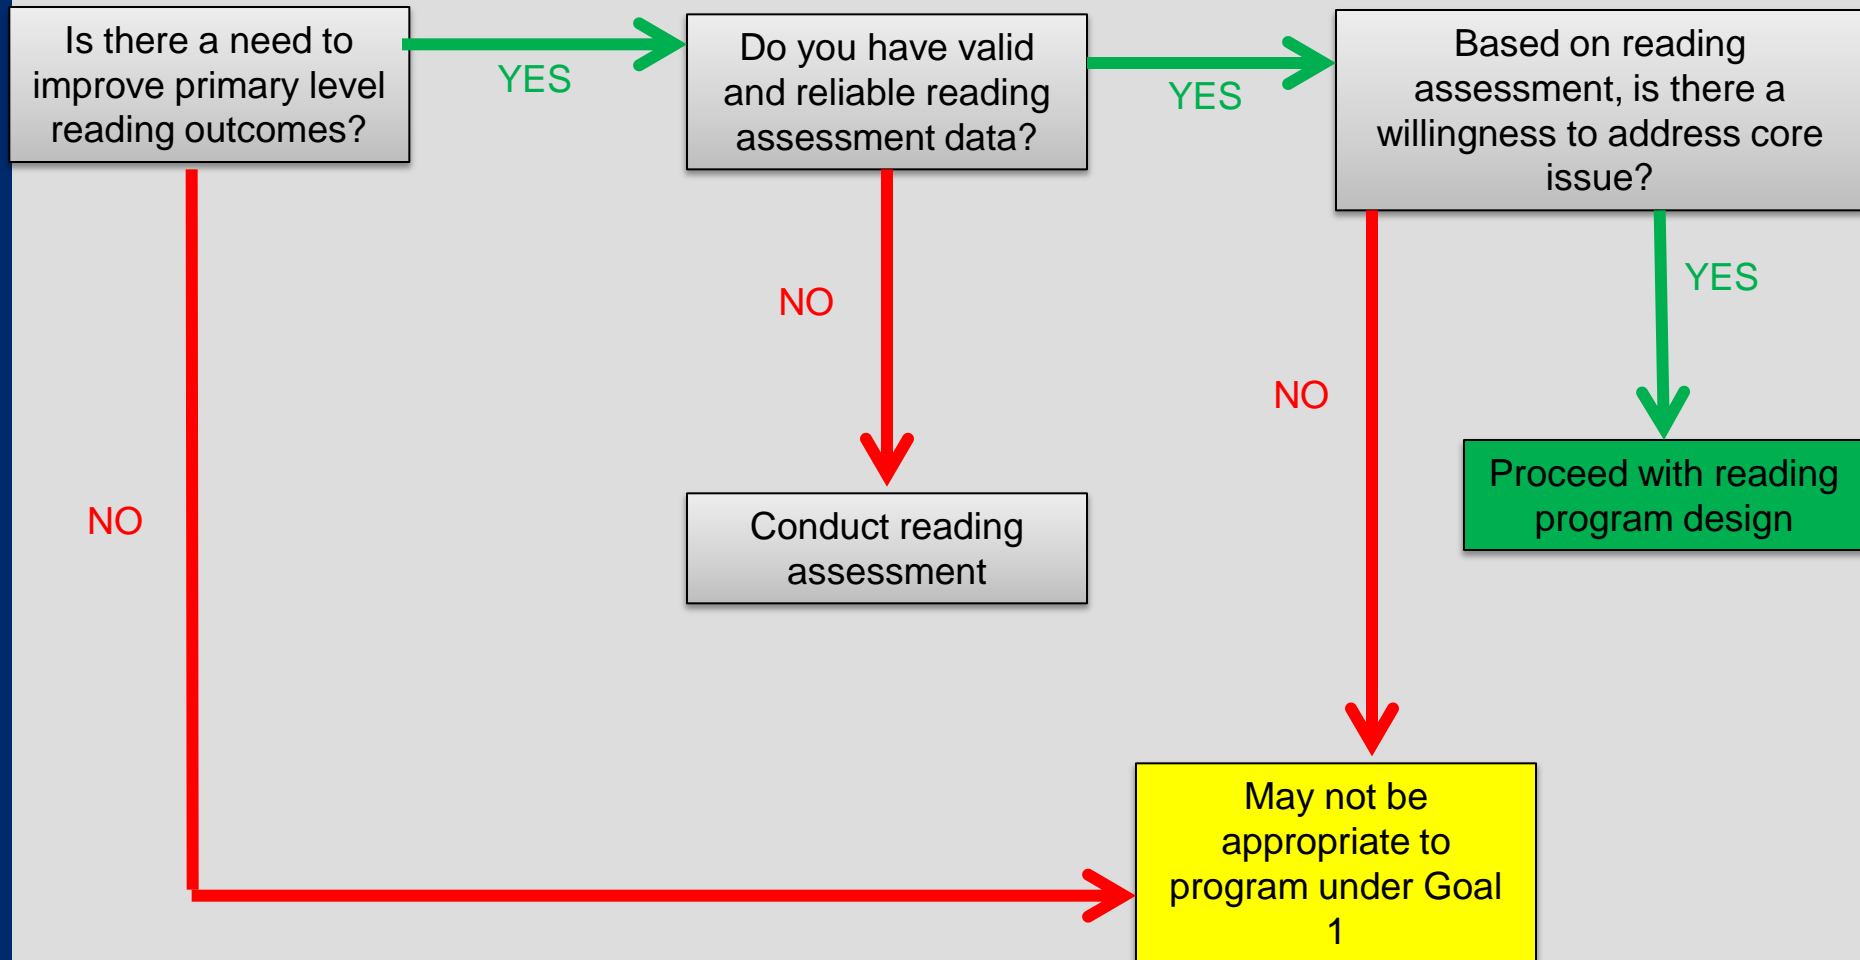 Is there a need to
improve primary level
reading outcomes?
YES
Do you have valid
and reliable reading
assessment data?
YES
Based on reading
assessment, is there a
willingness to address core
issue?
NO
NO
NO
YES
Conduct reading
assessment
Proceed with reading
program design
May not be
appropriate to
program under Goal
1